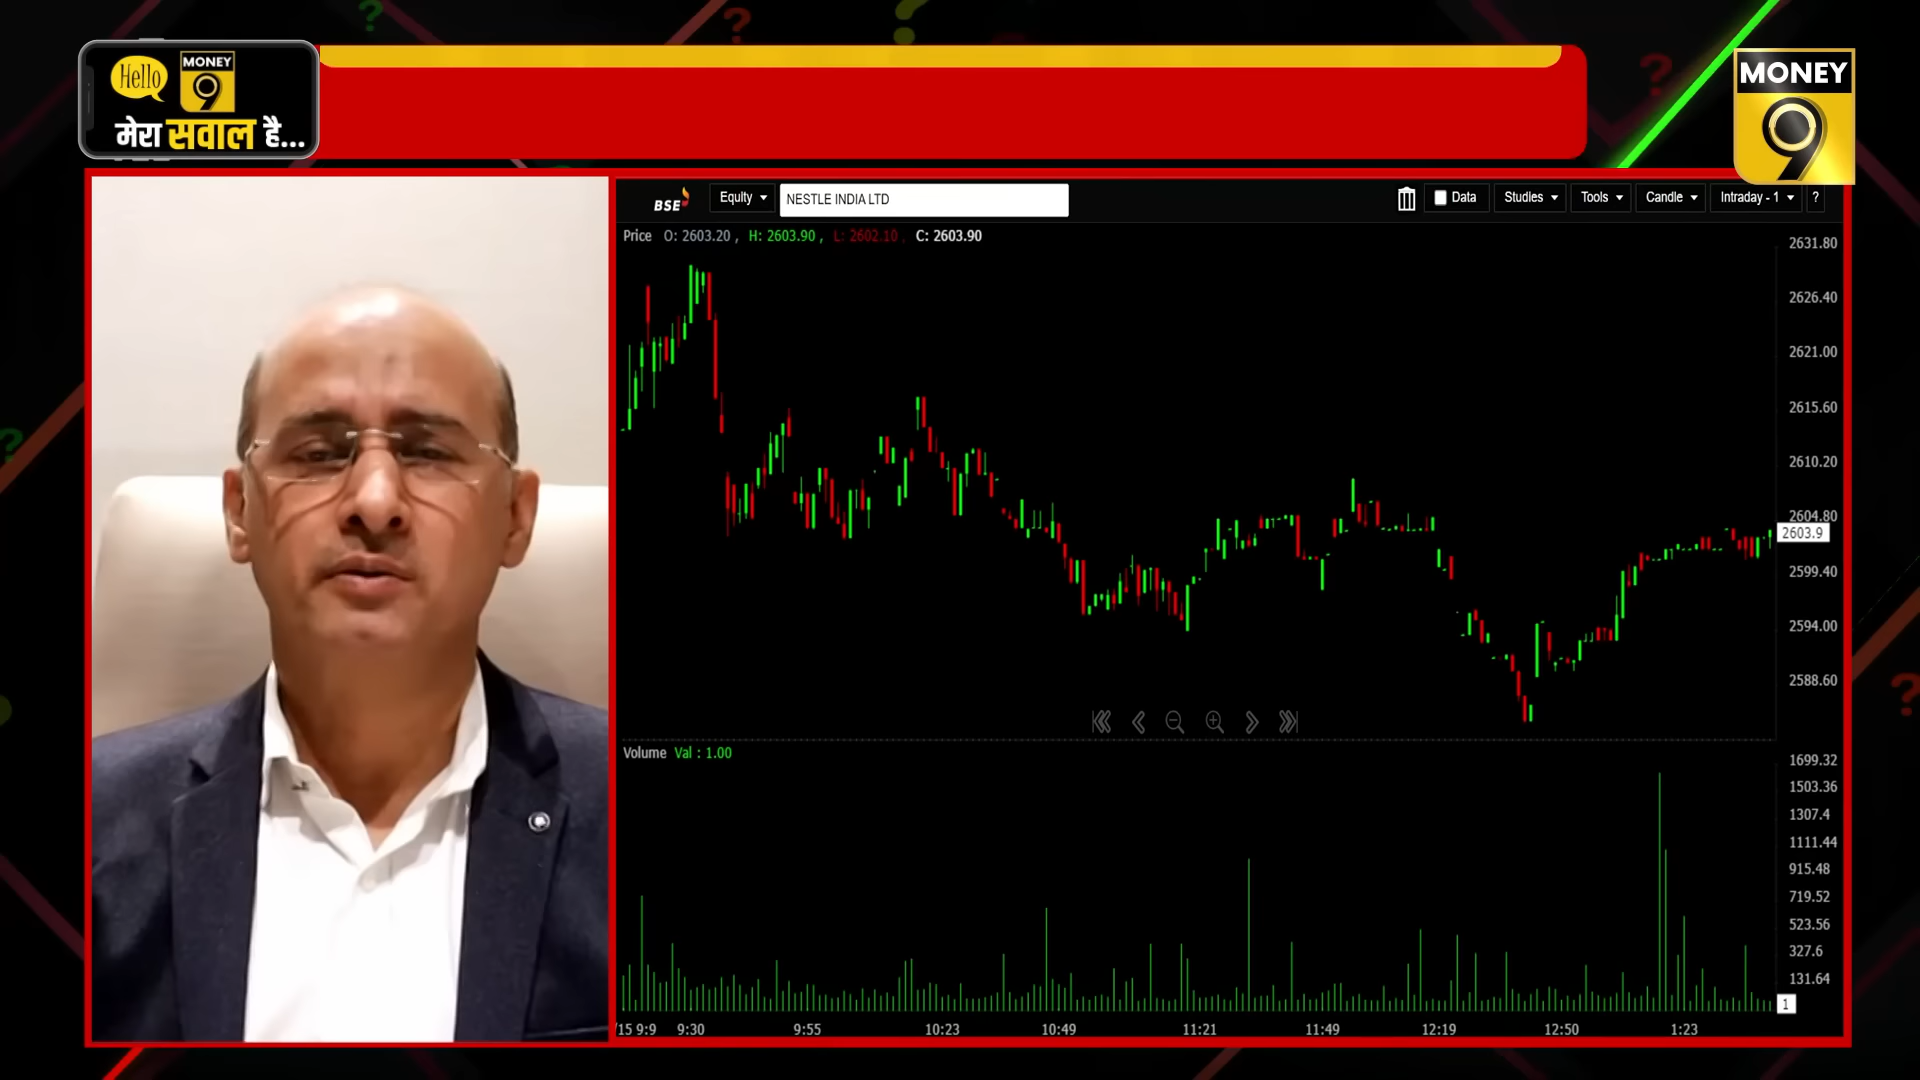 Hello
MONEY
9
मेरा सवाल है...
MONEY
9
BSE
Equity
NESTLE INDIA LTD
Data
Studies
Tools
Candle
Intraday - 1
?
Price O: 2603.20 , H: 2603.90 , L: 2602.10 , C: 2603.90
2631.80
2626.40
2621.00
2615.60
2610.20
2604.80
2603.9
2599.40
2594.00
2588.60
Volume Val : 1.00
1699.32
1503.36
1307.4
1111.44
915.48
719.52
523.56
327.6
131.64
1
/15 9:9 9:30 9:55 10:23 10:49 11:21 11:49 12:19 12:50 1:23